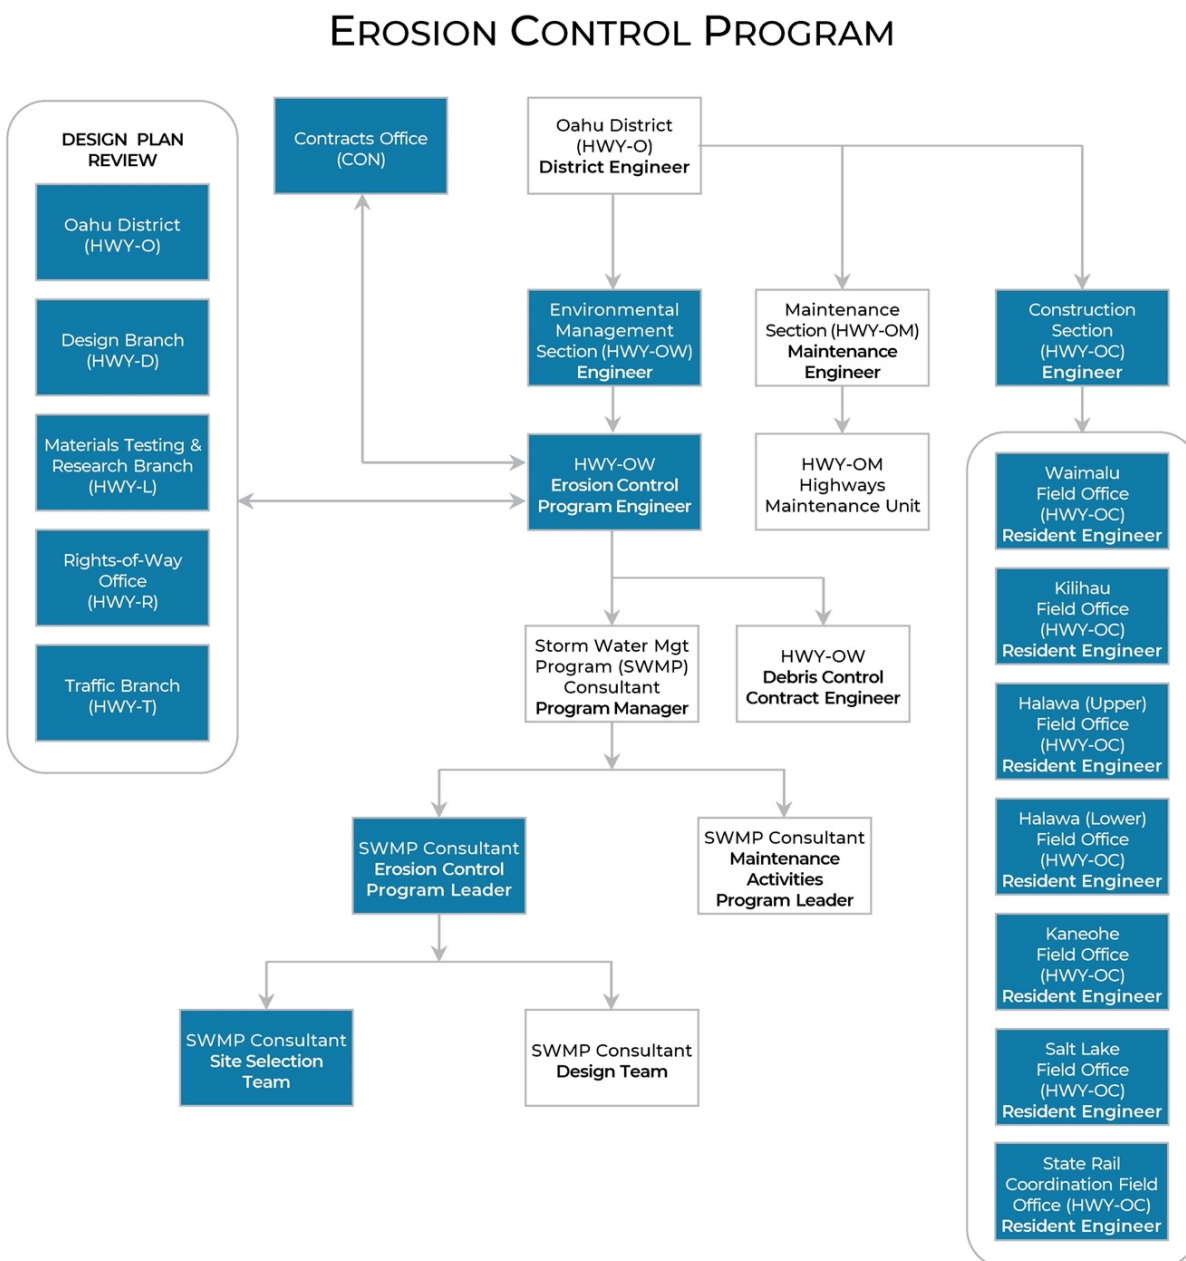 EROSION CONTROL PROGRAM
DESIGN PLAN
REVIEW
Oahu District
(HWY-O)
Design Branch
(HWY-D)
Materials Testing &
Research Branch
(HWY-L)
Rights-of-Way
Office
(HWY-R)
Traffic Branch
(HWY-T)
Contracts Office
(CON)
Oahu District
(HWY-O)
District Engineer
Environmental
Management
Section (HWY-OW)
Engineer
Maintenance
Section (HWY-OM)
Maintenance
Engineer
Construction
Section
(HWY-OC)
Engineer
HWY-OW
Erosion Control
Program Engineer
HWY-OM
Highways
Maintenance Unit
Storm Water Mgt
Program (SWMP)
Consultant
Program Manager
HWY-OW
Debris Control
Contract Engineer
SWMP Consultant
Erosion Control
Program Leader
SWMP Consultant
Maintenance
Activities
Program Leader
SWMP Consultant
Site Selection
Team
SWMP Consultant
Design Team
Waimalu
Field Office
(HWY-OC)
Resident Engineer
Kilihau
Field Office
(HWY-OC)
Resident Engineer
Halawa (Upper)
Field Office
(HWY-OC)
Resident Engineer
Halawa (Lower)
Field Office
(HWY-OC)
Resident Engineer
Kaneohe
Field Office
(HWY-OC)
Resident Engineer
Salt Lake
Field Office
(HWY-OC)
Resident Engineer
State Rail
Coordination Field
Office (HWY-OC)
Resident Engineer